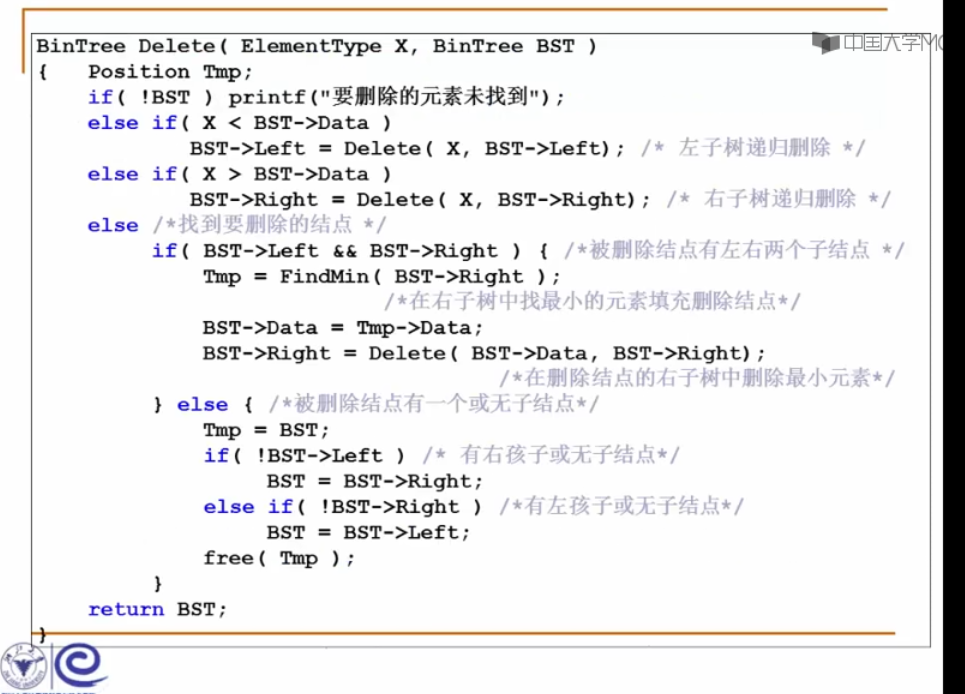 中国大学MO
BinTree Delete( ElementType X, BinTree BST )
{   Position Tmp;
    if( !BST ) printf("要删除的元素未找到");
    else if( X < BST->Data )
            BST->Left = Delete( X, BST->Left); /* 左子树递归删除 */
    else if( X > BST->Data )
            BST->Right = Delete( X, BST->Right); /* 右子树递归删除 */
    else /*找到要删除的结点 */
         if( BST->Left && BST->Right ) { /*被删除结点有左右两个子结点 */
             Tmp = FindMin( BST->Right );
                           /*在右子树中找最小的元素填充删除结点*/
             BST->Data = Tmp->Data;
             BST->Right = Delete( BST->Data, BST->Right);
                                    /*在删除结点的右子树中删除最小元素*/
         } else { /*被删除结点有一个或无子结点*/
             Tmp = BST;
             if( !BST->Left ) /* 有右孩子或无子结点*/
                  BST = BST->Right;
             else if( !BST->Right ) /*有左孩子或无子结点*/
                  BST = BST->Left;
             free( Tmp );
         }
    return BST;
}